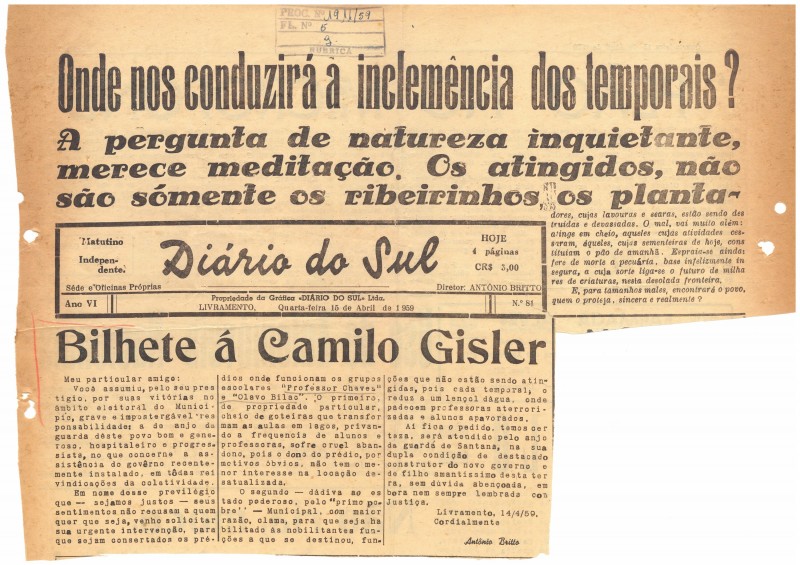 PROC. Nº 1911/59
FL. Nº 6
RUBRICA
Onde nos conduzirá à inclemência dos temporais ?
A pergunta de natureza inquietante,
merece meditação. Os atingidos, não
são sómente os ribeirinhos os planta-
dores, cujas lavouras e searas, estão sendo des
truidas e devassadas. O mal, vai muito além:
atinge em cheio, aqueles cujas atividades ces-
saram, áqueles, cujas sementeiras de hoje, cons
tituiam o pão de amanhã. Espraia-se ainda;
fere de morte a pecuária, base infelizmente in
segura, a cuja sorte liga-se o futuro de milha
res de criaturas, nesta desolada fronteira.
E, para tamanhos males, encontrará o povo,
quem o proteja, sincera e realmente ?
Matutino
Independente.
Diário do Sul
HOJE
4 páginas
CR$ 3,00
Séde e Oficinas Próprias
Diretor: ANTÔNIO BRITTO
Ano VI
Propriedade da Gráfica «DIÁRIO DO SUL» Ltda.
LIVRAMENTO, Quarta-feira 15 de Abril de 1959
N.º 81
Bilhete á Camilo Gisler
Meu particular amigo:
Você assumiu, pelo seu pres
tigio, por suas vitórias no
âmbito eleitoral do Municí-
pio, grave e impostergável res
ponsabilidade: a do anjo da
guarda dêste povo bom e gene-
roso, hospitaleiro e progres-
sista, no que concerne a as-
sistência do govêrno recente-
mente instalado, em tôdas rei
vindicações da coletividade.
Em nome desse previlégio
que — sejamos justos — seus
sentimentos não recusam a quem
quer que seja, venho solicitar
sua urgente intervenção, para
que sejam consertados os pré-
dios onde funcionam os grupos
escolares "Professor Chaves"
e "Olavo Bilac". O primeiro,
de propriedade particular,
cheio de goteiras que transfor
mam as aulas em lagos, privan-
do a frequencia de alunos e
professoras, sofre cruel aban-
dono, pois o dono do prédio, por
motivos óbvios, não tem o me-
nor interesse na locação de-
satualizada.
O segundo — dádiva ao es-
tado poderoso, pelo "primo po-
bre" — Municipal, com maior
razão, clama, para que seja ha
bilitado às nobilitantes fun-
ções a que se destinou, fun-
ções que não estão sendo atin-
gidas, pois cada temporal, o
reduz a um lençol dágua, onde
padecem professoras aterrori-
zadas e alunos apavorados.
Aí fica o pedido, temos cer
teza, será atendido pelo anjo
da guarda de Santana, na sua
dupla condição de destacado
construtor do novo governo e
de filho amantíssimo desta ter
ra, sem dúvida abençoada, em
bora nem sempre lembrada com
Justiça.
Livramento, 14/4/59.
Cordialmente
Antônio Britto